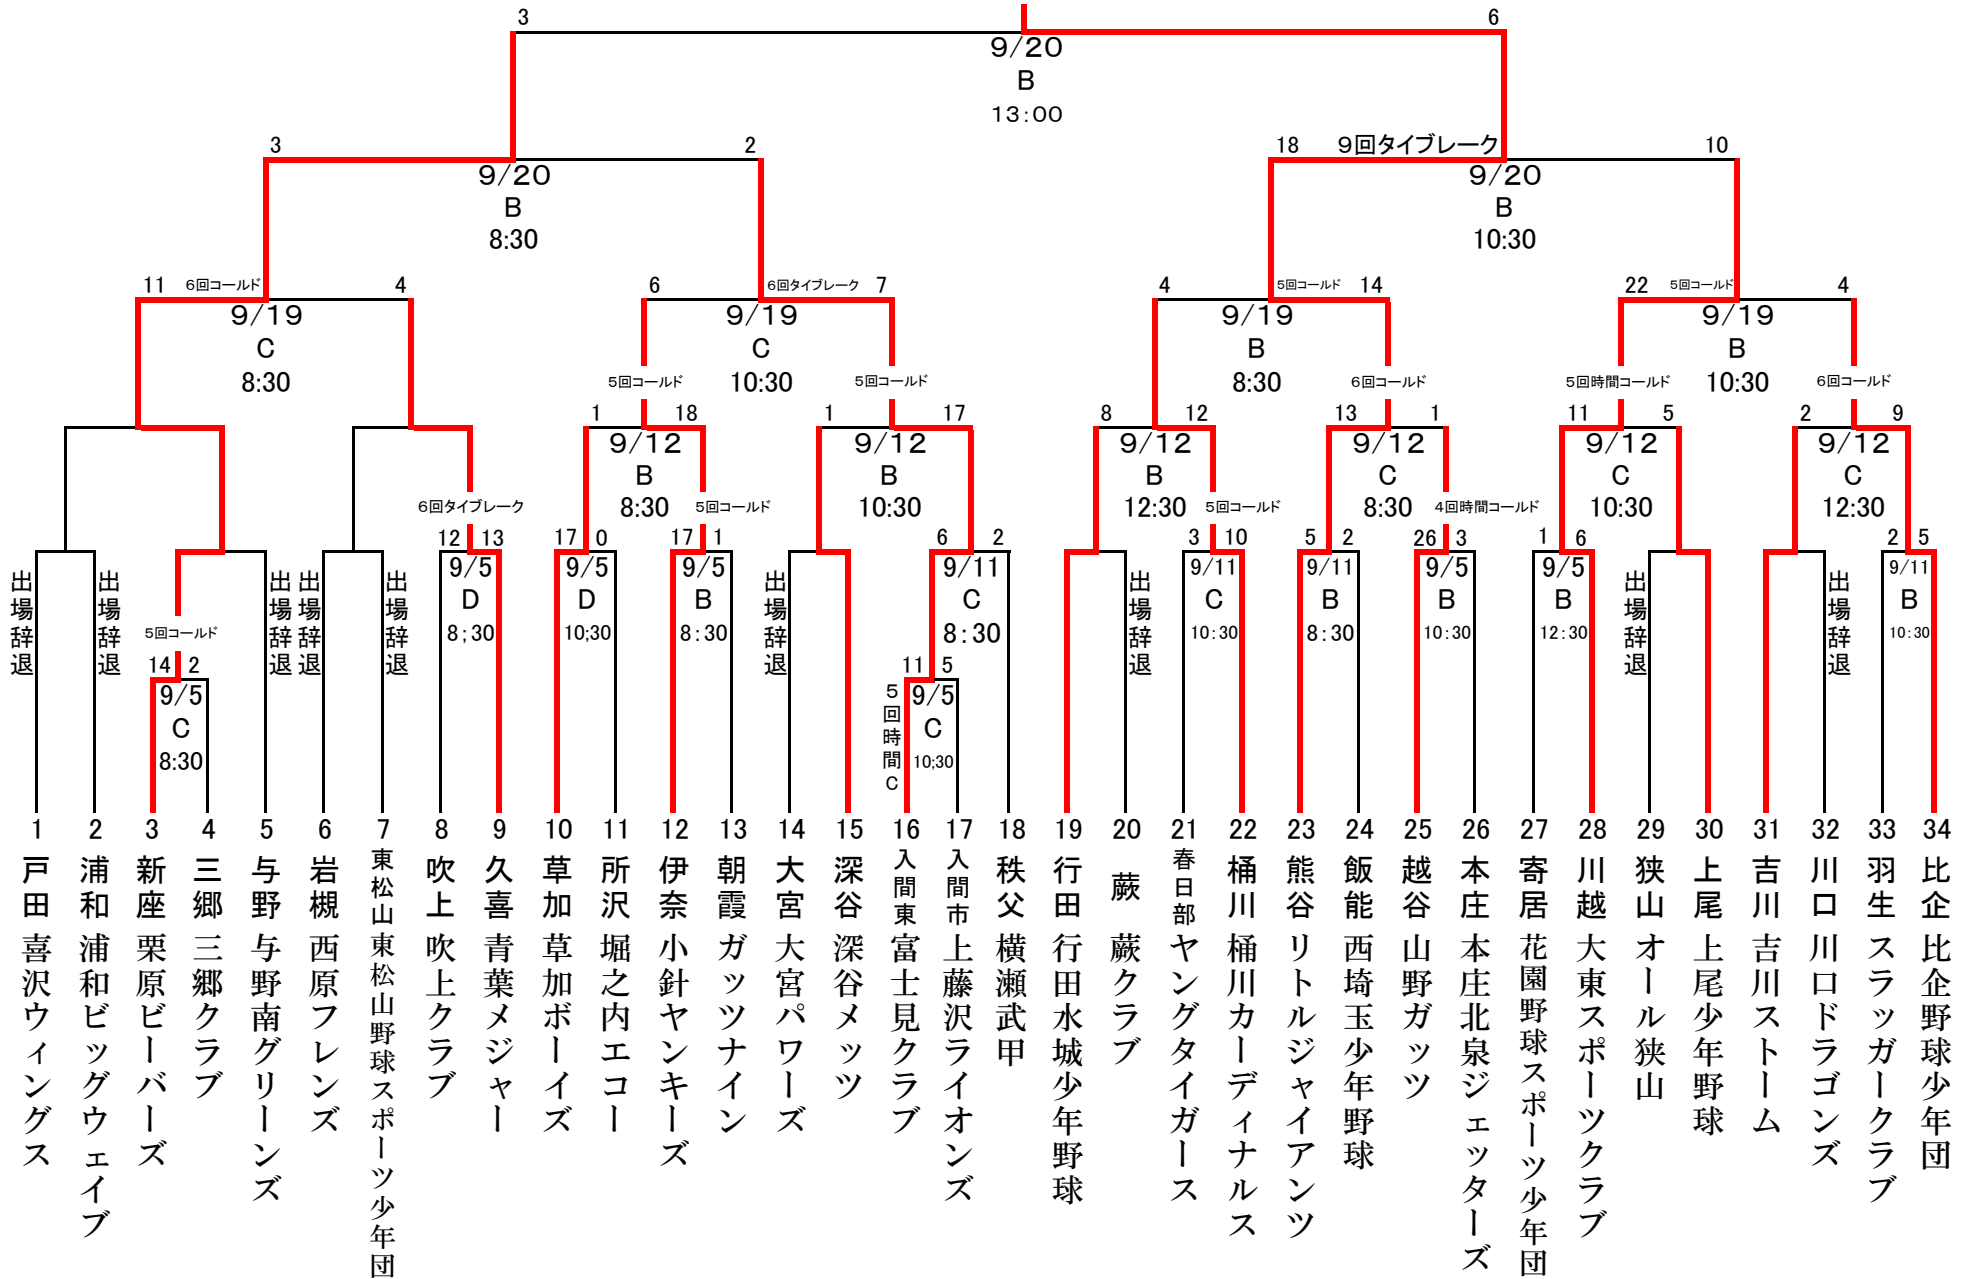 3 6
9/20
B
13:00
3 2 18 9回タイブレーク 10
9/20 9/20
B B
8:30 10:30
11 6回コールド 4 6 6回タイブレーク 7 4 5回コールド 14 22 5回コールド 4
9/19 9/19 9/19 9/19
C C B B
8:30 10:30 8:30 10:30
5回コールド 5回コールド 6回コールド 5回時間コールド 6回コールド
1 18 1 17 8 12 13 1 11 5 2 9
9/12 9/12 9/12 9/12 9/12 9/12
B B B C C C
8:30 10:30 12:30 8:30 10:30 12:30
6回タイブレーク 5回コールド 5回コールド 4回時間コールド
12 13 17 0 17 1 6 2 3 10 5 2 26 3 1 6 2 5
9/5 9/5 9/5 9/11 9/11 9/11 9/5 9/5 9/11
D D B C C B B B B
8;30 10;30 8:30 8:30 10:30 8:30 10:30 12:30 10:30
出場辞退 出場辞退 出場辞退 出場辞退 出場辞退 出場辞退 出場辞退 出場辞退 出場辞退
5回コールド
14 2 11 5
9/5 9/5
C C
8:30 10;30
5回時間C
1 戸田 喜沢ウィングス
2 浦和 浦和ビッグウェイブ
3 新座 栗原ビーバーズ
4 三郷 三郷クラブ
5 与野 与野南グリーンズ
6 岩槻 西原フレンズ
7 東松山 東松山野球スポーツ少年団
8 吹上 吹上クラブ
9 久喜 青葉メジャー
10 草加 草加ボーイズ
11 所沢 堀之内エコー
12 伊奈 小針ヤンキーズ
13 朝霞 ガッツナイン
14 大宮 大宮パワーズ
15 深谷 深谷メッツ
16 入間東 富士見クラブ
17 入間市 上藤沢ライオンズ
18 秩父 横瀬武甲
19 行田 行田水城少年野球
20 蕨 蕨クラブ
21 春日部 ヤングタイガース
22 桶川 桶川カーディナルス
23 熊谷 リトルジャイアンツ
24 飯能 西埼玉少年野球
25 越谷 山野ガッツ
26 本庄 本庄北泉ジェッターズ
27 寄居 花園野球スポーツ少年団
28 川越 大東スポーツクラブ
29 狭山 オール狭山
30 上尾 上尾少年野球
31 吉川 吉川ストーム
32 川口 川口ドラゴンズ
33 羽生 スラッガークラブ
34 比企 比企野球少年団